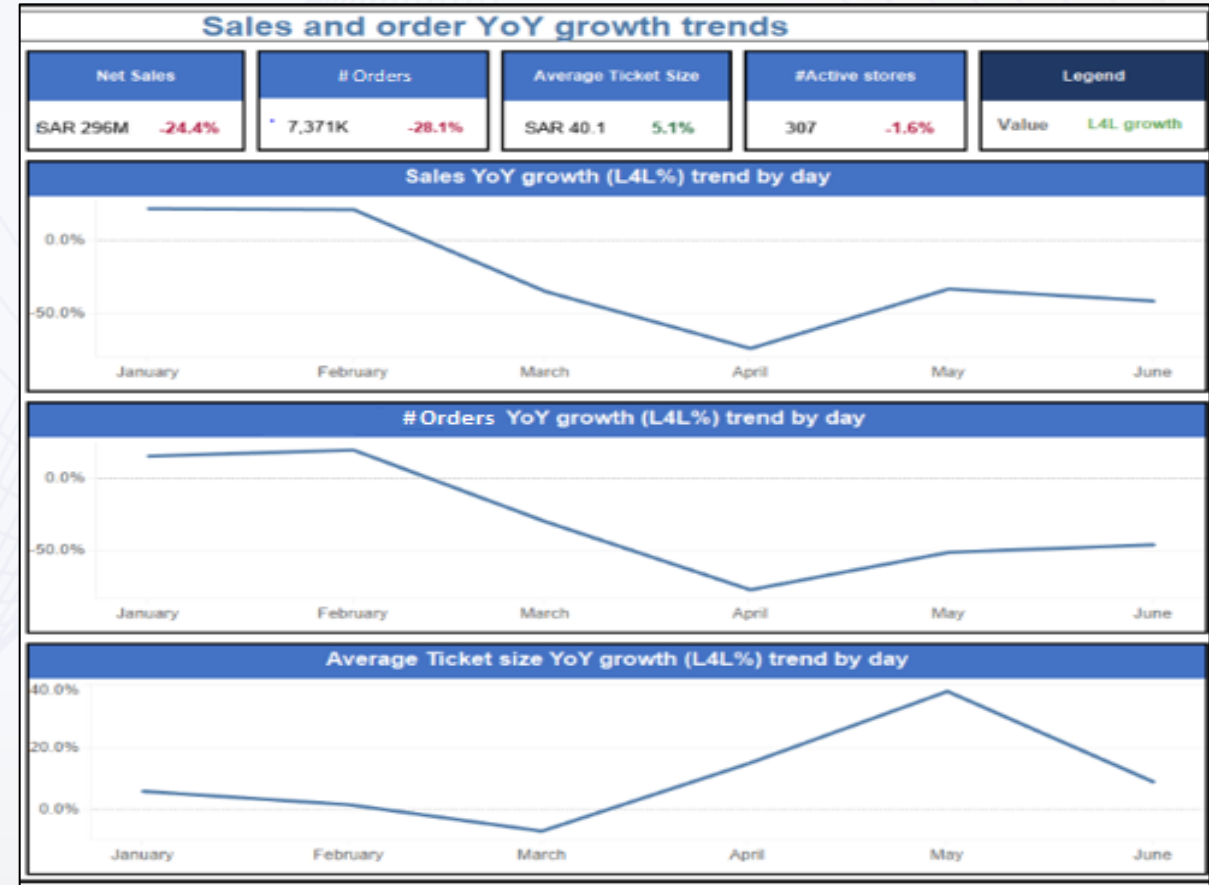 Sales and order YoY growth trends
Net Sales
SAR 296M -24.4%
# Orders
7,371K -28.1%
Average Ticket Size
SAR 40.1 5.1%
#Active stores
307 -1.6%
Legend
Value L4L growth
Sales YoY growth (L4L%) trend by day
0.0%
-50.0%
January February March April May June
#Orders YoY growth (L4L%) trend by day
0.0%
-50.0%
January February March April May June
Average Ticket size YoY growth (L4L%) trend by day
40.0%
20.0%
0.0%
January February March April May June